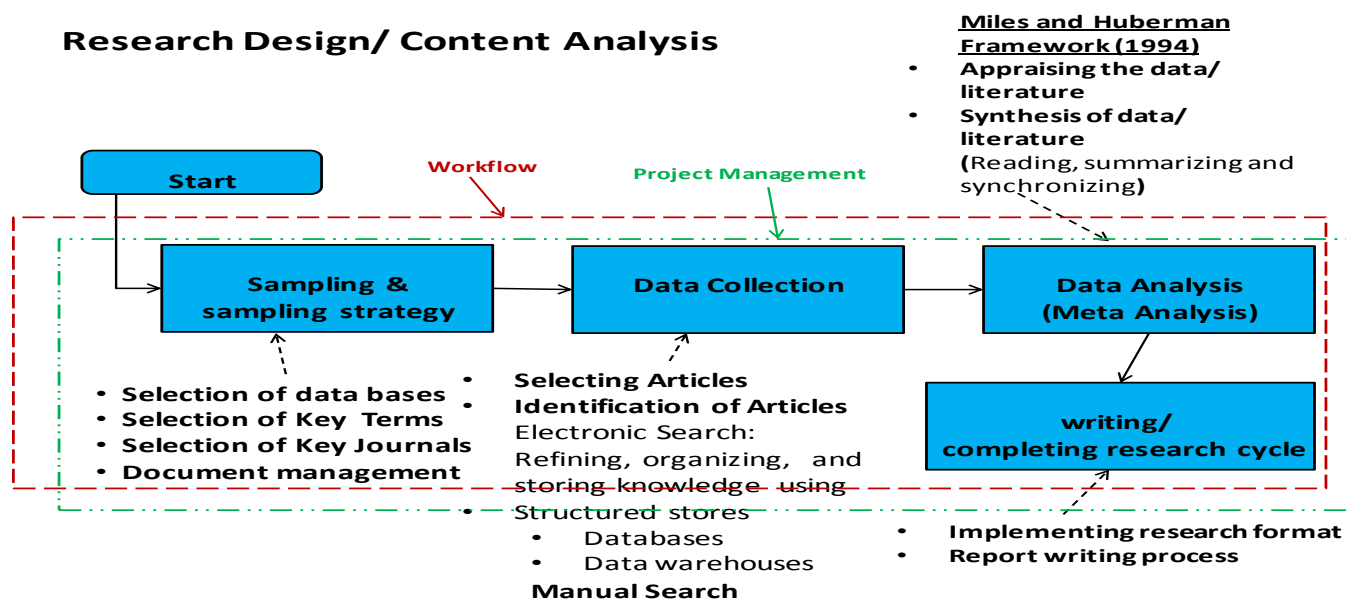 Research Design/ Content Analysis
Miles and Huberman
Framework (1994)
• Appraising the data/
literature
• Synthesis of data/
literature
(Reading, summarizing and
synchronizing)
Start
Workflow
Project Management
Sampling &
sampling strategy
Data Collection
Data Analysis
(Meta Analysis)
• Selection of data bases
• Selection of Key Terms
• Selection of Key Journals
• Document management
• Selecting Articles
• Identification of Articles
Electronic Search:
Refining, organizing, and
storing knowledge using
• Structured stores
• Databases
• Data warehouses
Manual Search
writing/
completing research cycle
• Implementing research format
• Report writing process